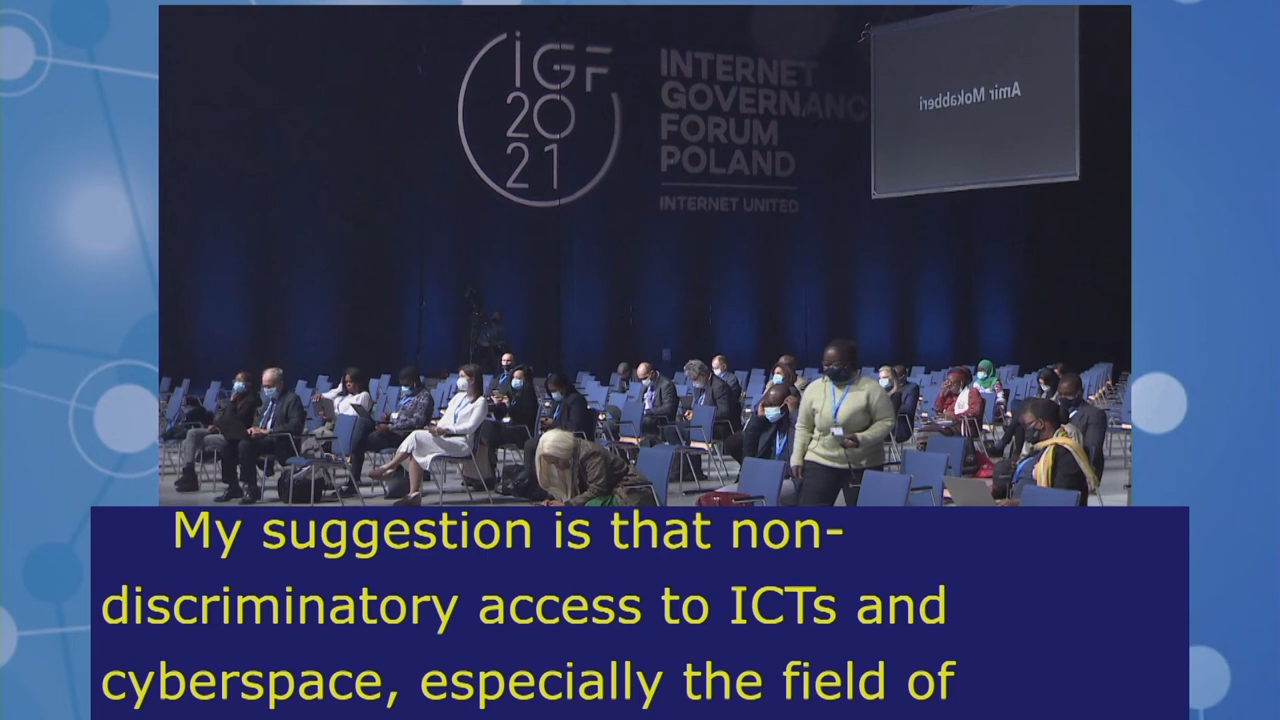 iGF
20
21
INTERNET
GOVERNANC
FORUM
POLAND
INTERNET UNITED
Amir Mokabberi
My suggestion is that non-
discriminatory access to ICTs and
cyberspace, especially the field of